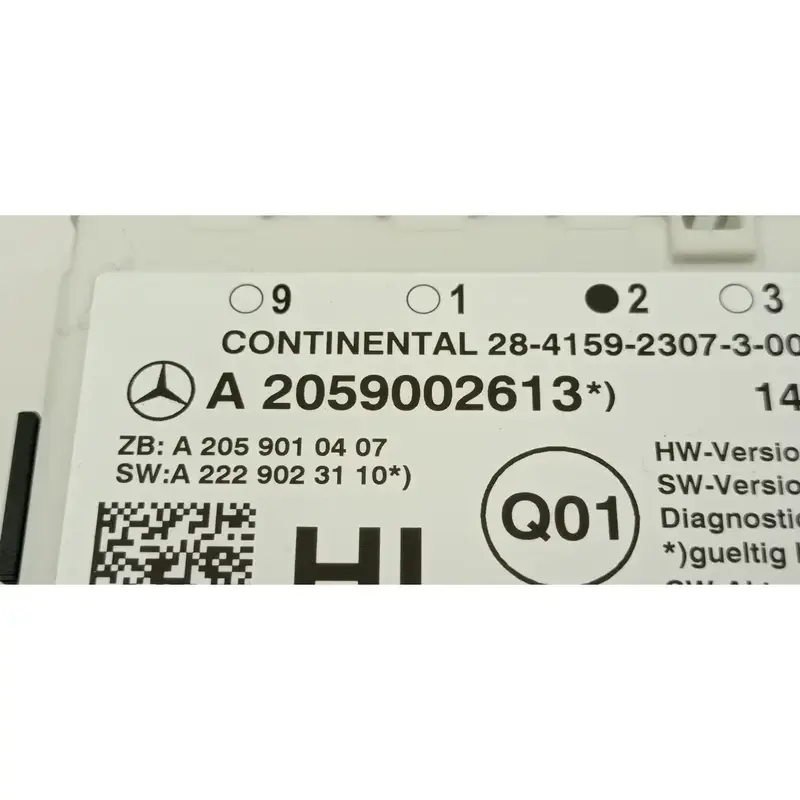 9 1 2 3
CONTINENTAL 28-4159-2307-3-00
A 2059002613*) 14
ZB: A 205 901 04 07
SW:A 222 902 31 10*)
Q01
HW-Versio
SW-Versio
Diagnosti
*)gueltig